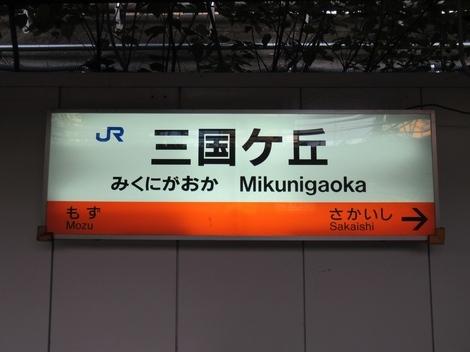 JR 三国ケ丘
みくにがおか Mikunigaoka
もず さかいし
Mozu Sakaishi